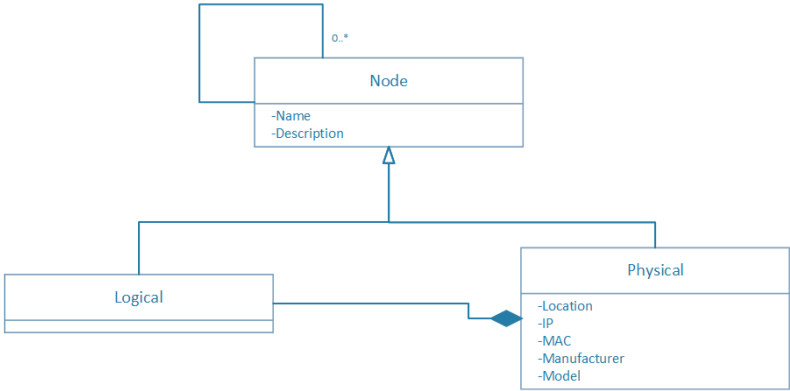 0..*
Node
-Name
-Description
Logical
Physical
-Location
-IP
-MAC
-Manufacturer
-Model